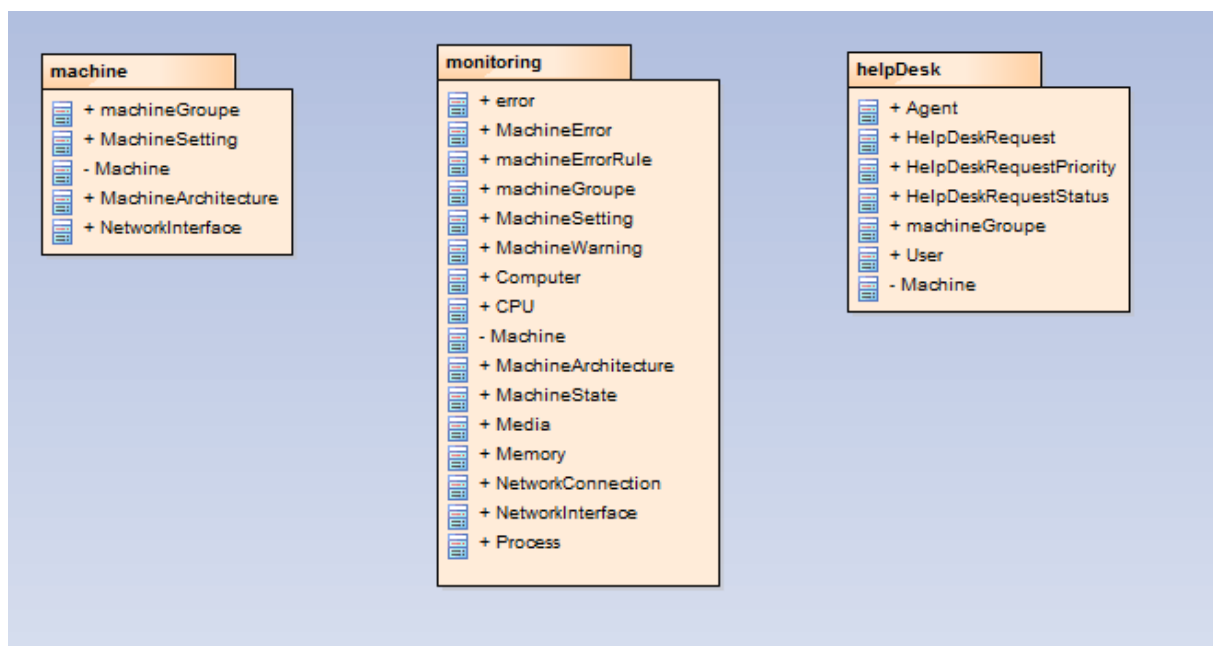 machine
+ machineGroupe
+ MachineSetting
- Machine
+ MachineArchitecture
+ NetworkInterface
monitoring
+ error
+ MachineError
+ machineErrorRule
+ machineGroupe
+ MachineSetting
+ MachineWarning
+ Computer
+ CPU
- Machine
+ MachineArchitecture
+ MachineState
+ Media
+ Memory
+ NetworkConnection
+ NetworkInterface
+ Process
helpDesk
+ Agent
+ HelpDeskRequest
+ HelpDeskRequestPriority
+ HelpDeskRequestStatus
+ machineGroupe
+ User
- Machine